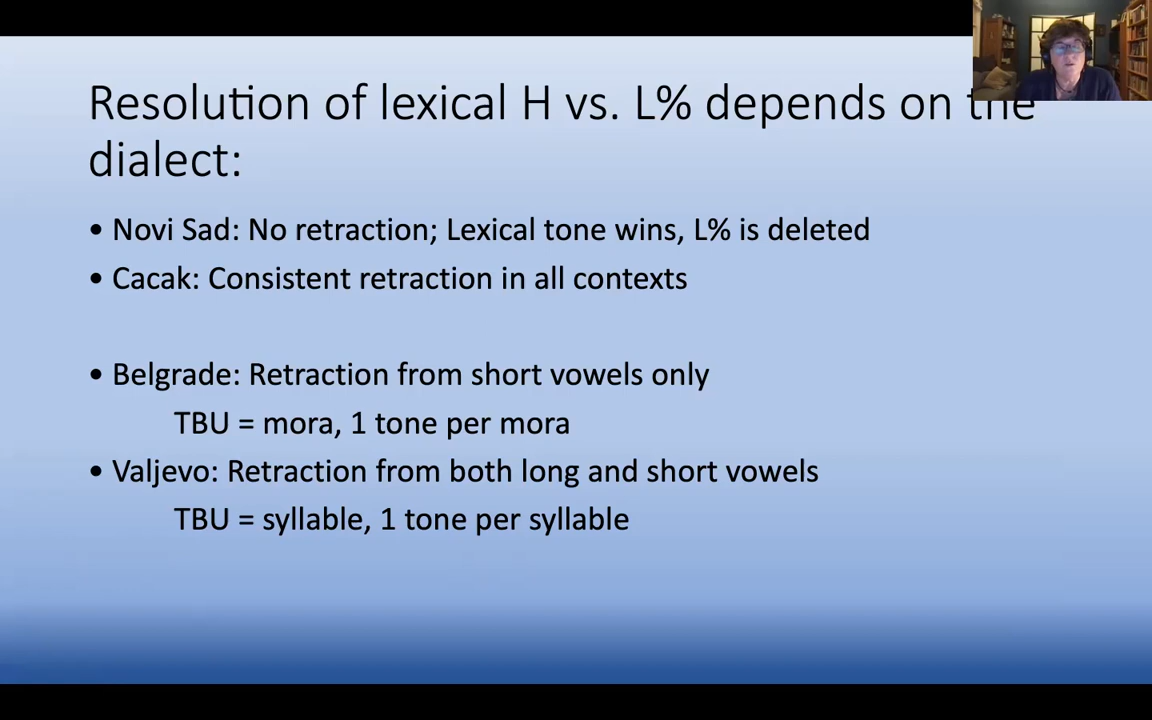 Resolution of lexical H vs. L% depends on the
dialect:
• Novi Sad: No retraction; Lexical tone wins, L% is deleted
• Cacak: Consistent retraction in all contexts
• Belgrade: Retraction from short vowels only
TBU = mora, 1 tone per mora
• Valjevo: Retraction from both long and short vowels
TBU = syllable, 1 tone per syllable